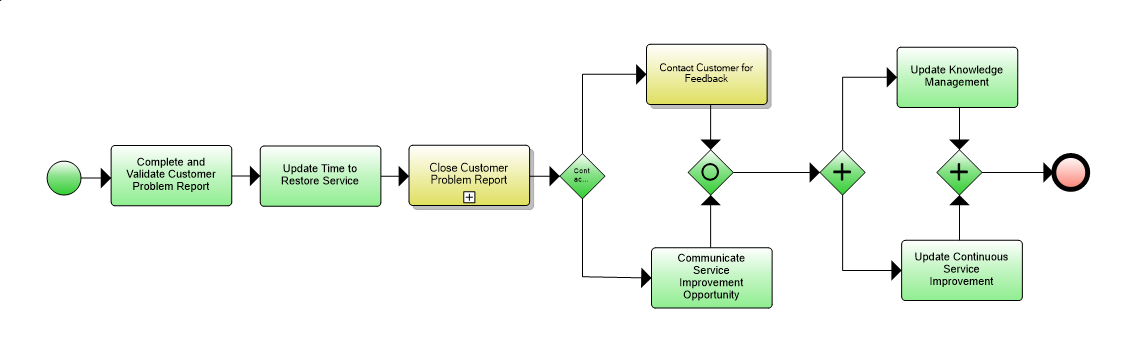 Complete and
Validate Customer
Problem Report
Update Time to
Restore Service
Close Customer
Problem Report
Cont
ac...
Contact Customer for
Feedback
Communicate
Service
Improvement
Opportunity
Update Knowledge
Management
Update Continuous
Service
Improvement